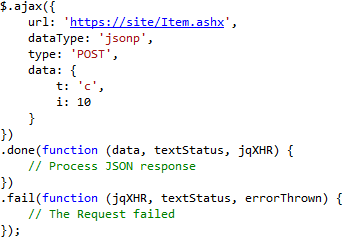 $.ajax({
    url: 'https://site/Item.ashx',
    dataType: 'jsonp',
    type: 'POST',
    data: {
        t: 'c',
        i: 10
    }
})
.done(function (data, textStatus, jqXHR) {
    // Process JSON response
})
.fail(function (jqXHR, textStatus, errorThrown) {
    // The Request failed
});